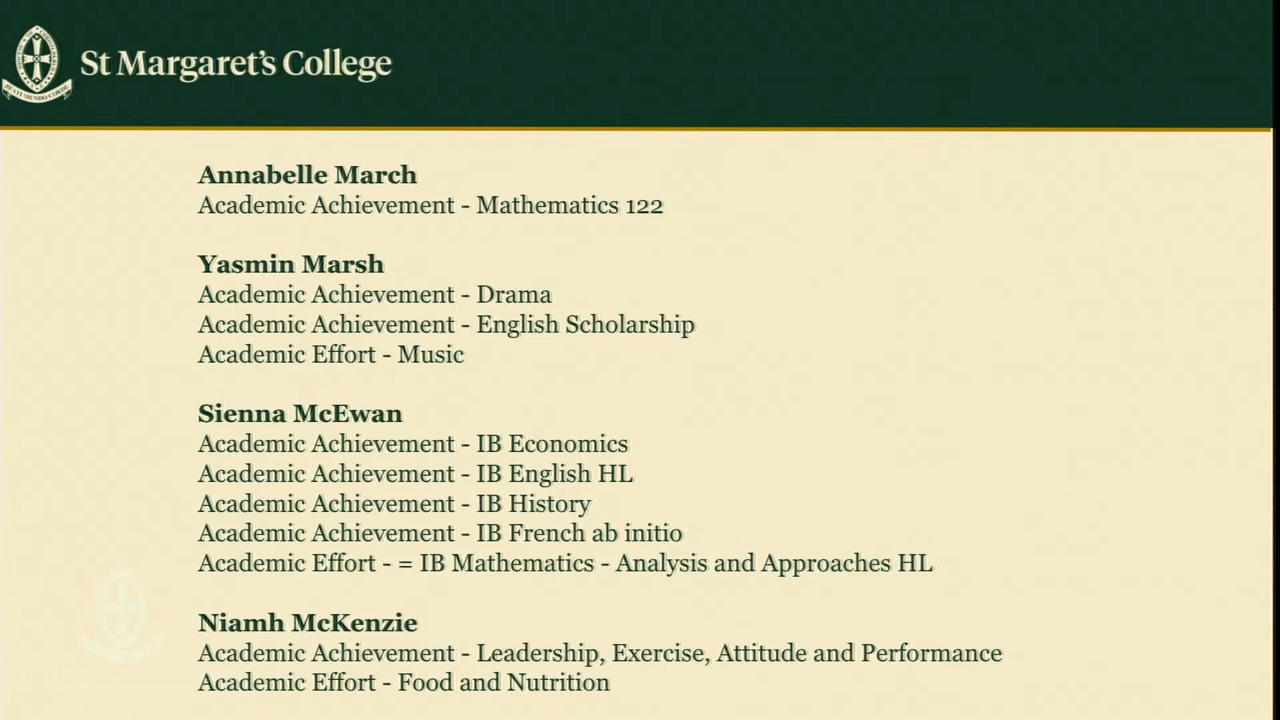 St Margaret's College
Annabelle March
Academic Achievement - Mathematics 122
Yasmin Marsh
Academic Achievement - Drama
Academic Achievement - English Scholarship
Academic Effort - Music
Sienna McEwan
Academic Achievement - IB Economics
Academic Achievement - IB English HL
Academic Achievement - IB History
Academic Achievement - IB French ab initio
Academic Effort - = IB Mathematics - Analysis and Approaches HL
Niamh McKenzie
Academic Achievement - Leadership, Exercise, Attitude and Performance
Academic Effort - Food and Nutrition